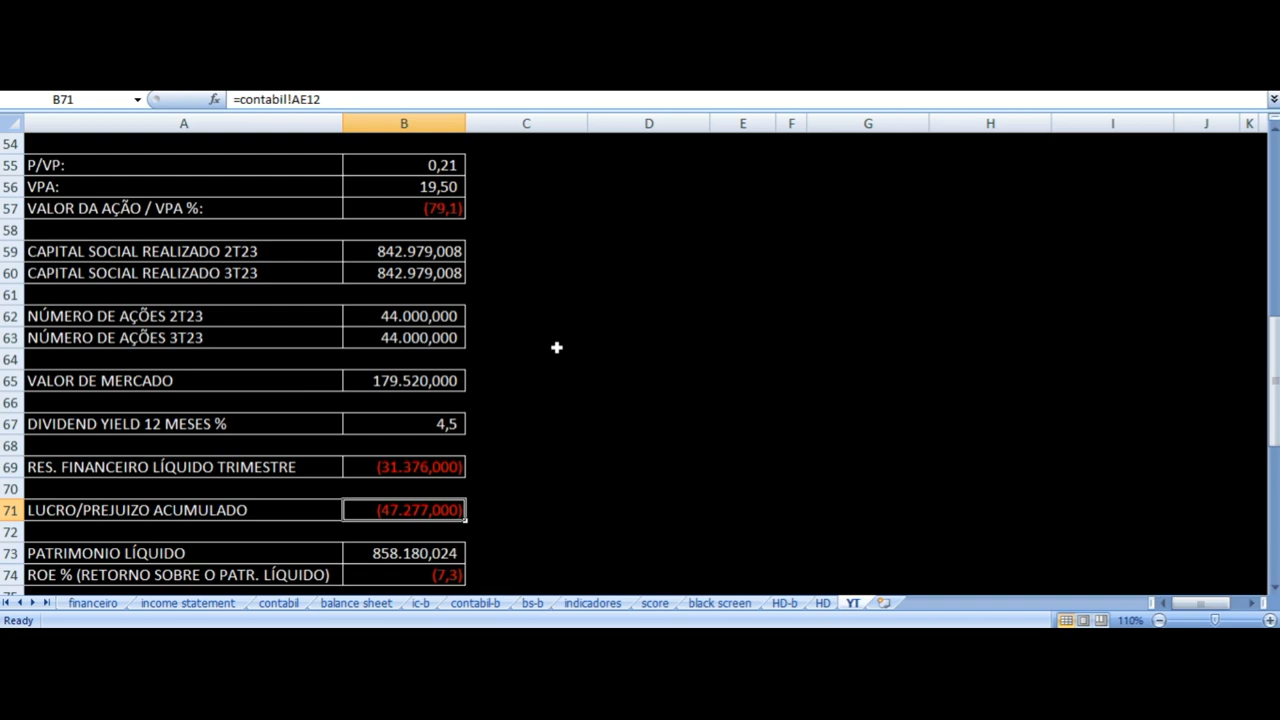 B71 fx =contabil!AE12
A B C D E F G H I J K
54
55 P/VP: 0,21
56 VPA: 19,50
57 VALOR DA AÇÃO / VPA %: (79,1)
58
59 CAPITAL SOCIAL REALIZADO 2T23 842.979,008
60 CAPITAL SOCIAL REALIZADO 3T23 842.979,008
61
62 NÚMERO DE AÇÕES 2T23 44.000,000
63 NÚMERO DE AÇÕES 3T23 44.000,000
64
65 VALOR DE MERCADO 179.520,000
66
67 DIVIDEND YIELD 12 MESES % 4,5
68
69 RES. FINANCEIRO LÍQUIDO TRIMESTRE (31.376,000)
70
71 LUCRO/PREJUIZO ACUMULADO (47.277,000)
72
73 PATRIMONIO LÍQUIDO 858.180,024
74 ROE % (RETORNO SOBRE O PATR. LÍQUIDO) (7,3)
financeiro income statement contabil balance sheet ic-b contabil-b bs-b indicadores score black screen HD-b HD YT
Ready 110%